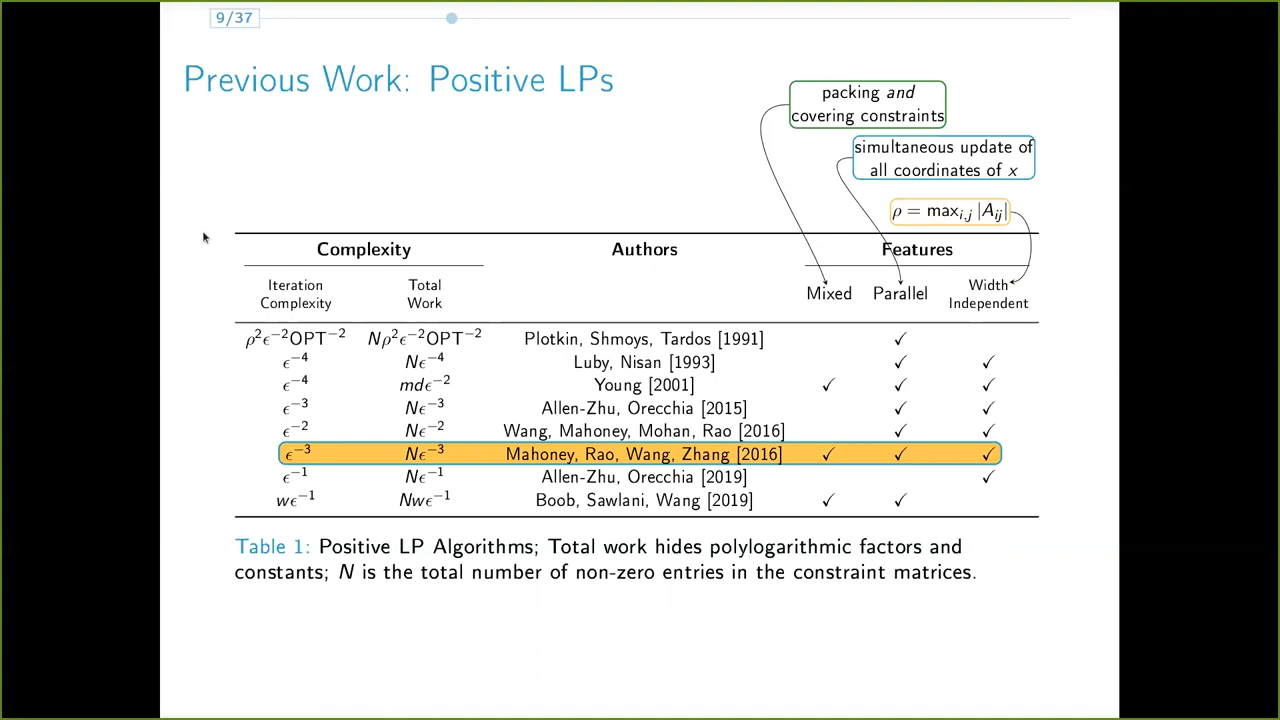 9/37
Previous Work: Positive LPs
packing and
covering constraints
simultaneous update of
all coordinates of x
ρ = max_{i,j} |A_{ij}|
Complexity Authors Features
Iteration Complexity Total Work Mixed Parallel Width Independent
ρ²ϵ⁻²OPT⁻² Nρ²ϵ⁻²OPT⁻² Plotkin, Shmoys, Tardos [1991] ✓
ϵ⁻⁴ Nϵ⁻⁴ Luby, Nisan [1993] ✓ ✓
ϵ⁻⁴ mdϵ⁻² Young [2001] ✓ ✓ ✓
ϵ⁻³ Nϵ⁻³ Allen-Zhu, Orecchia [2015] ✓ ✓
ϵ⁻² Nϵ⁻² Wang, Mahoney, Mohan, Rao [2016] ✓ ✓
ϵ⁻³ Nϵ⁻³ Mahoney, Rao, Wang, Zhang [2016] ✓ ✓ ✓
ϵ⁻¹ Nϵ⁻¹ Allen-Zhu, Orecchia [2019] ✓
wϵ⁻¹ Nwϵ⁻¹ Boob, Sawlani, Wang [2019] ✓ ✓
Table 1: Positive LP Algorithms; Total work hides polylogarithmic factors and
constants; N is the total number of non-zero entries in the constraint matrices.